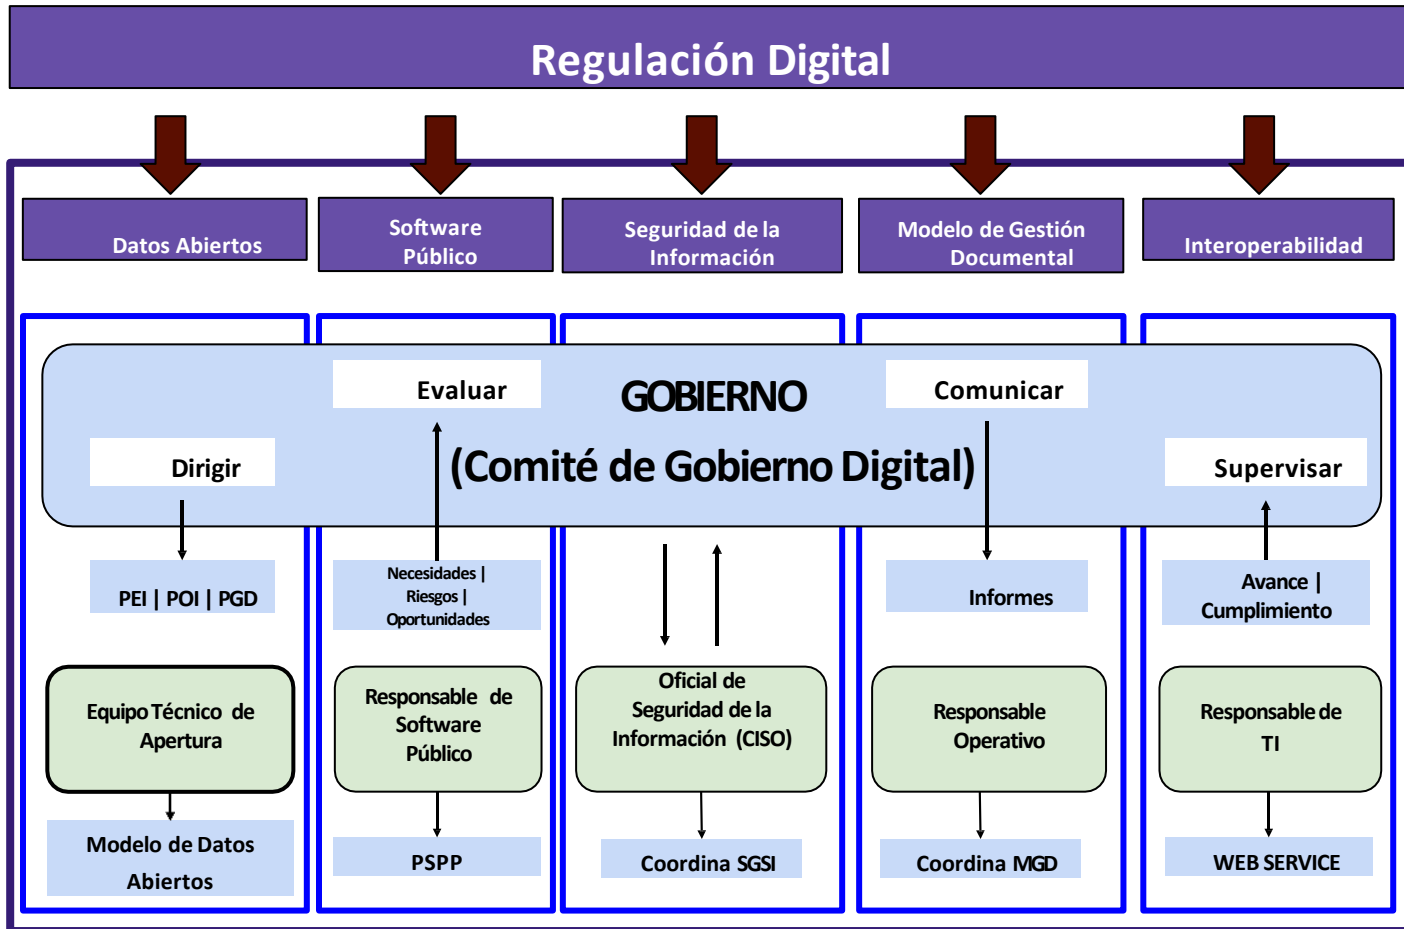 Regulación Digital
Datos Abiertos
Software
Público
Seguridad de la
Información
Modelo de Gestión
Documental
Interoperabilidad
Evaluar
GOBIERNO
Comunicar
Dirigir
(Comité de Gobierno Digital)
Supervisar
PEI | POI | PGD
Necesidades |
Riesgos |
Oportunidades
Informes
Avance |
Cumplimiento
Equipo Técnico de
Apertura
Responsable de
Software
Público
Oficial de
Seguridad de la
Información (CISO)
Responsable
Operativo
Responsable de
TI
Modelo de Datos
Abiertos
PSPP
Coordina SGSI
Coordina MGD
WEB SERVICE